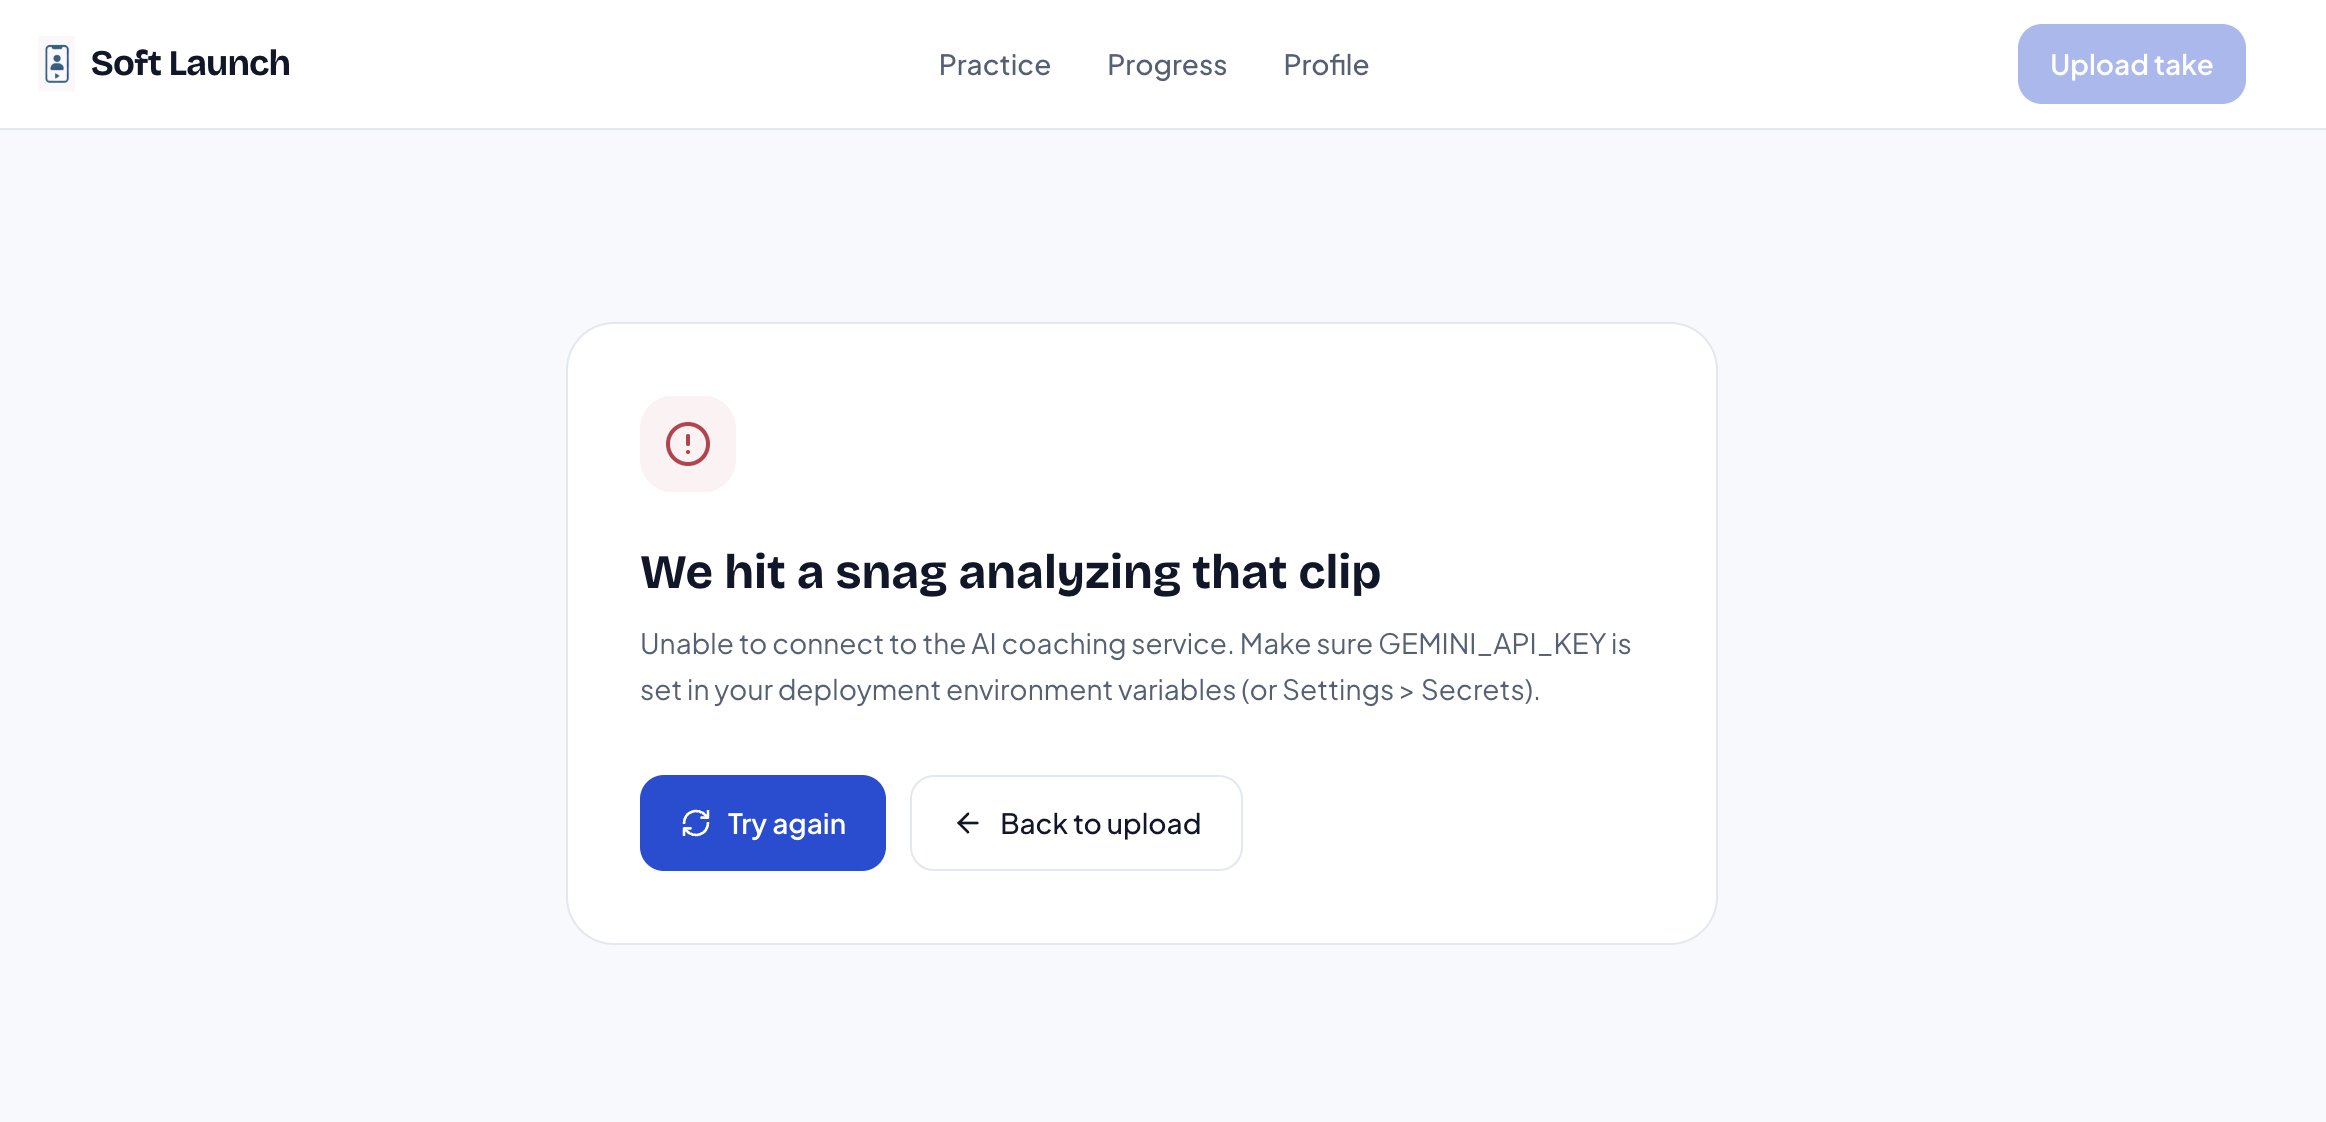 Soft Launch
Practice
Progress
Profile
Upload take
We hit a snag analyzing that clip
Unable to connect to the AI coaching service. Make sure GEMINI_API_KEY is
set in your deployment environment variables (or Settings > Secrets).
Try again
Back to upload